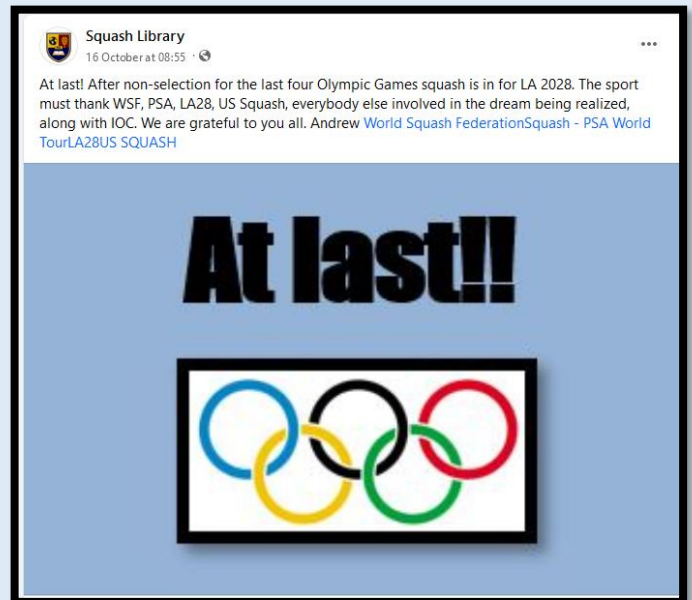 Squash Library
16 October at 08:55 ·
At last! After non-selection for the last four Olympic Games squash is in for LA 2028. The sport
must thank WSF, PSA, LA28, US Squash, everybody else involved in the dream being realized,
along with IOC. We are grateful to you all. Andrew World Squash FederationSquash - PSA World
TourLA28US SQUASH
At last!!